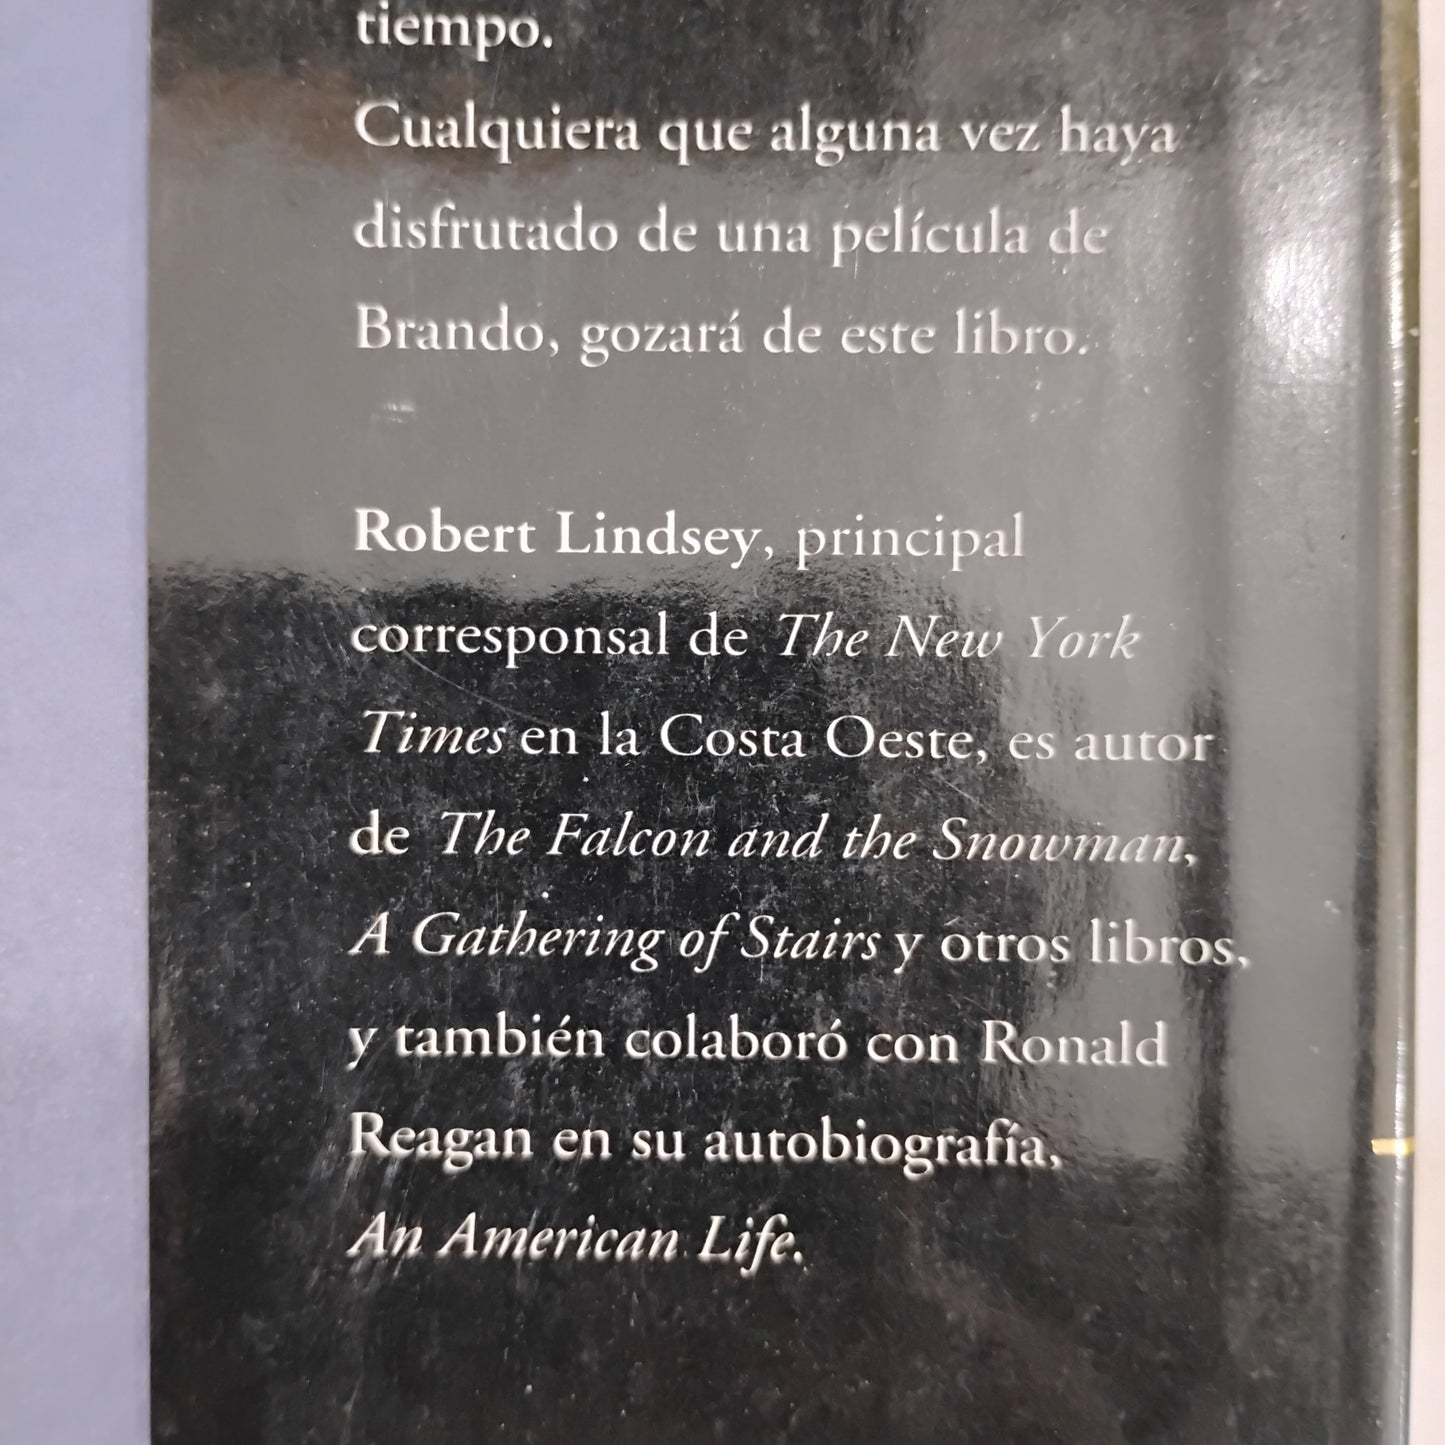 tiempo.
Cualquiera que alguna vez haya
disfrutado de una película de
Brando, gozará de este libro.
Robert Lindsey, principal
corresponsal de The New York
Times en la Costa Oeste, es autor
de The Falcon and the Snowman,
A Gathering of Stairs y otros libros,
y también colaboró con Ronald
Reagan en su autobiografía,
An American Life.